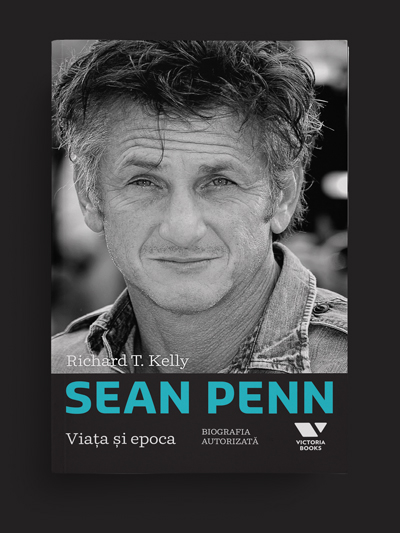 Richard T. Kelly
SEAN PENN
Viața și epoca
BIOGRAFIA
AUTORIZATĂ
VICTORIA
BOOKS